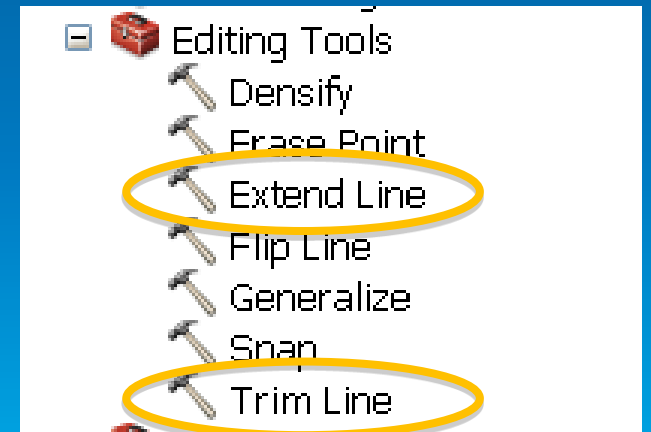 Editing Tools
Densify
Erase Point
Extend Line
Flip Line
Generalize
Snap
Trim Line